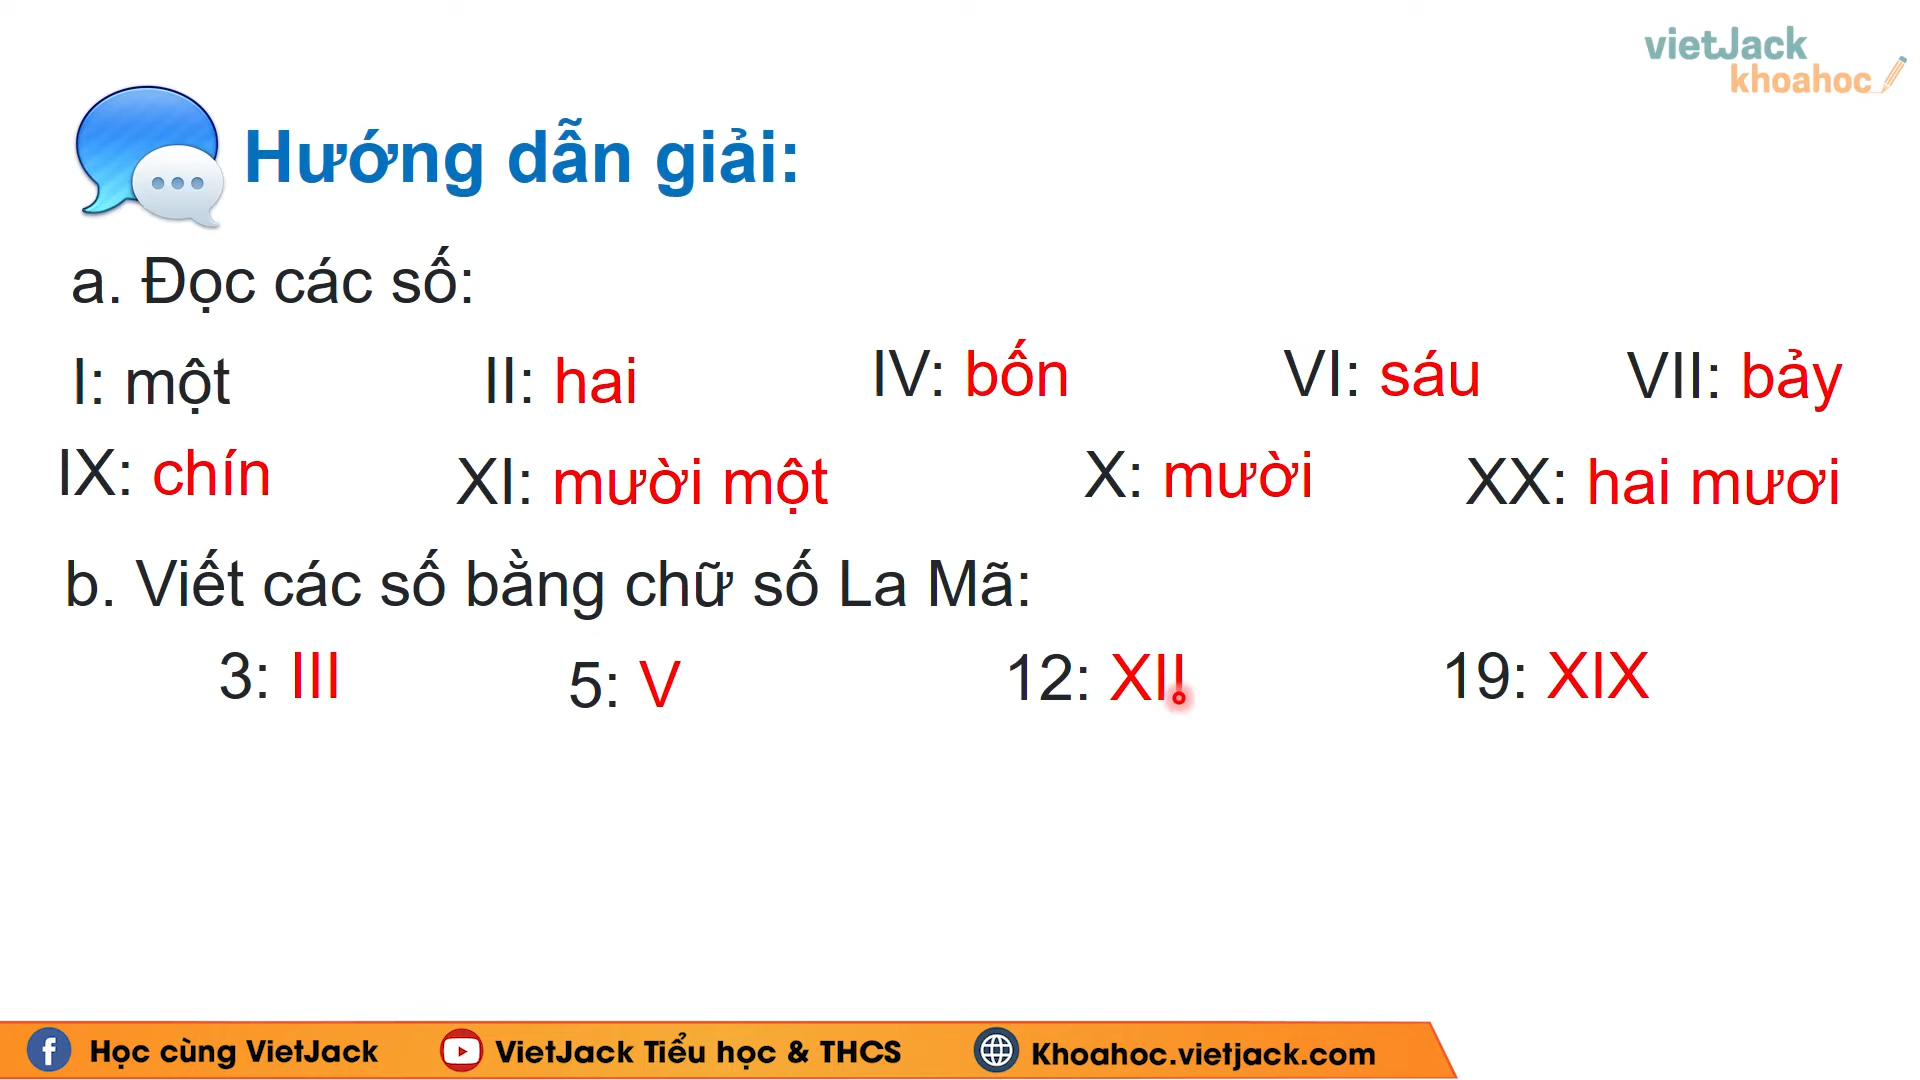 vietJack
khoahoc
Hướng dẫn giải:
a. Đọc các số:
I: một II: hai IV: bốn VI: sáu VII: bảy
IX: chín XI: mười một X: mười XX: hai mươi
b. Viết các số bằng chữ số La Mã:
3: III 5: V 12: XII 19: XIX
Học cùng VietJack VietJack Tiểu học & THCS Khoahoc.vietjack.com